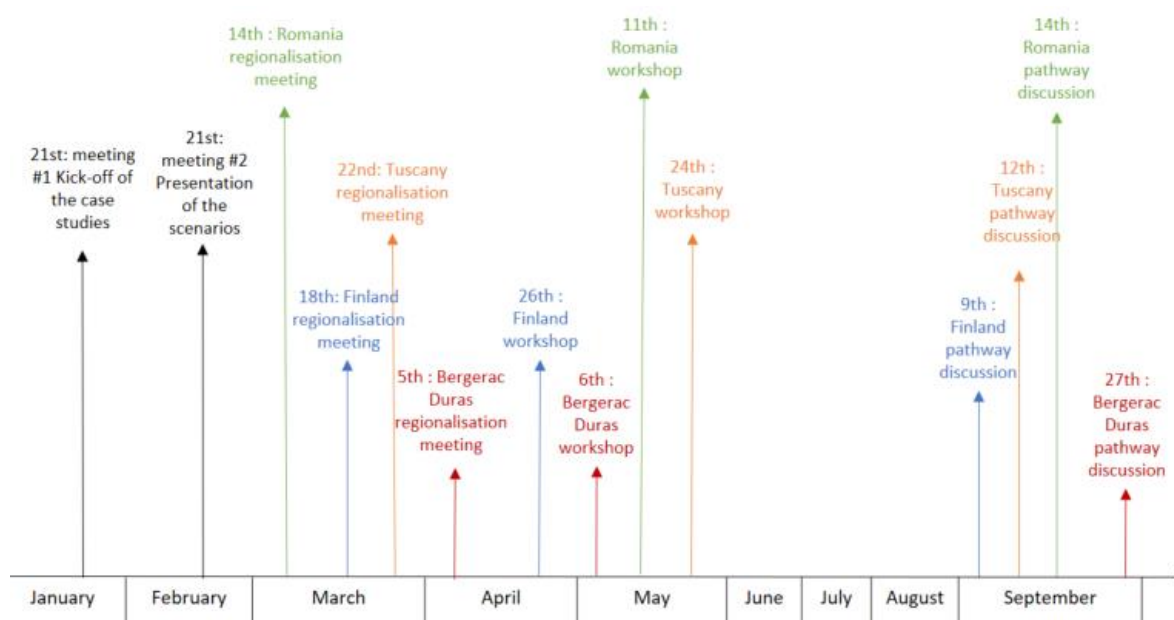 21st: meeting
#1 Kick-off of
the case
studies
21st:
meeting #2
Presentation
of the
scenarios
14th : Romania
regionalisation
meeting
18th: Finland
regionalisation
meeting
22nd: Tuscany
regionalisation
meeting
5th : Bergerac
Duras
regionalisation
meeting
26th :
Finland
workshop
6th :
Bergerac
Duras
workshop
11th :
Romania
workshop
24th :
Tuscany
workshop
9th :
Finland
pathway
discussion
12th :
Tuscany
pathway
discussion
14th :
Romania
pathway
discussion
27th :
Bergerac
Duras
pathway
discussion
January
February
March
April
May
June
July
August
September